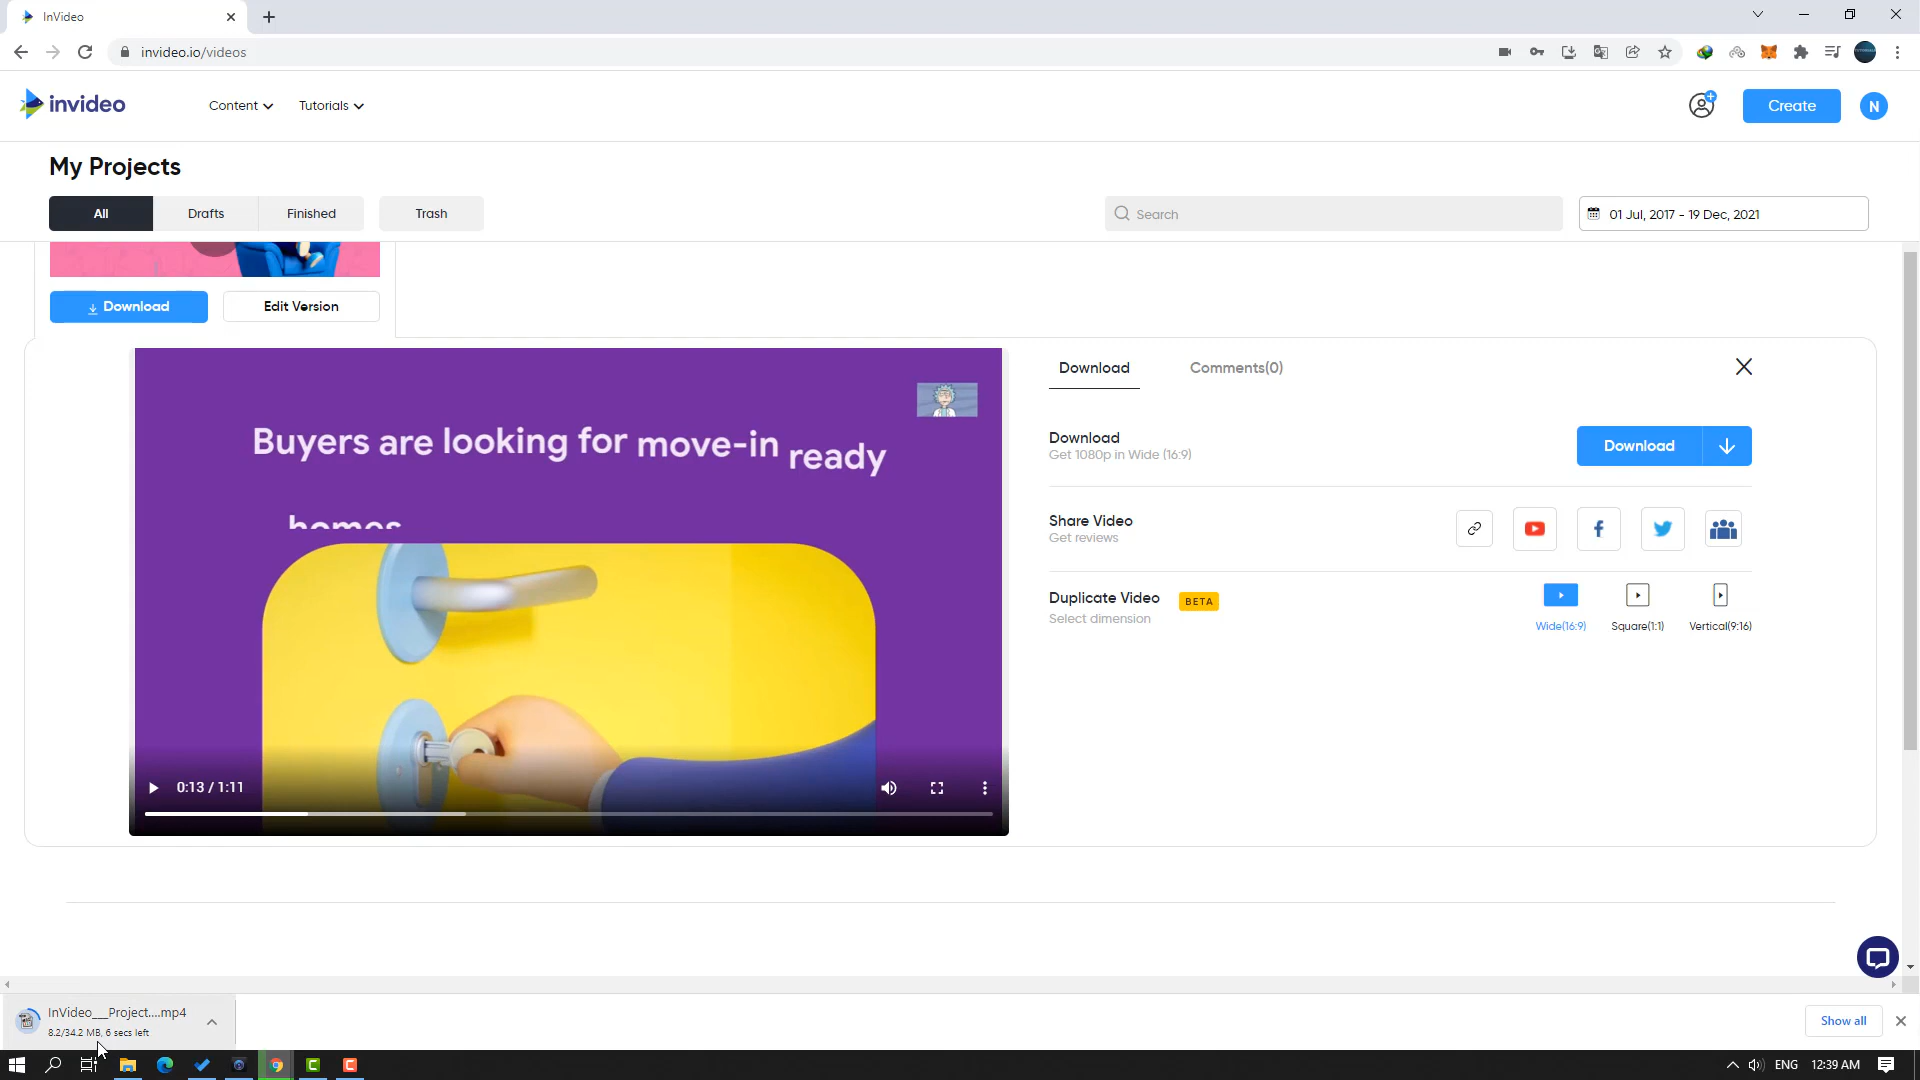 InVideo
invideo.io/videos
invideo
Content
Tutorials
Create
N
My Projects
All
Drafts
Finished
Trash
Search
01 Jul, 2017 - 19 Dec, 2021
Download
Edit Version
Buyers are looking for move-in ready
homes
0:13 / 1:11
Download
Comments(0)
Download
Get 1080p in Wide (16:9)
Download
Share Video
Get reviews
Duplicate Video
BETA
Select dimension
Wide(16:9)
Square(1:1)
Vertical(9:16)
InVideo___Project....mp4
8.2/34.2 MB, 6 secs left
Show all
ENG
12:39 AM